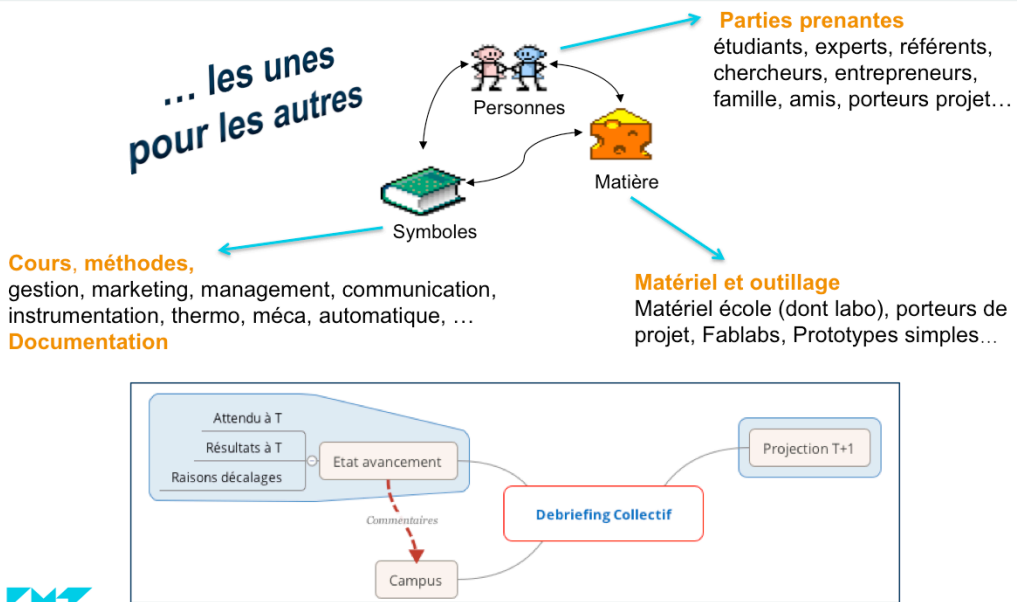 … les unes
pour les autres
Personnes
Matière
Symboles
Parties prenantes
étudiants, experts, référents,
chercheurs, entrepreneurs,
famille, amis, porteurs projet…
Cours, méthodes,
gestion, marketing, management, communication,
instrumentation, thermo, méca, automatique, …
Documentation
Matériel et outillage
Matériel école (dont labo), porteurs de
projet, Fablabs, Prototypes simples…
Attendu à T
Résultats à T
Raisons décalages
Etat avancement
Commentaires
Campus
Debriefing Collectif
Projection T+1